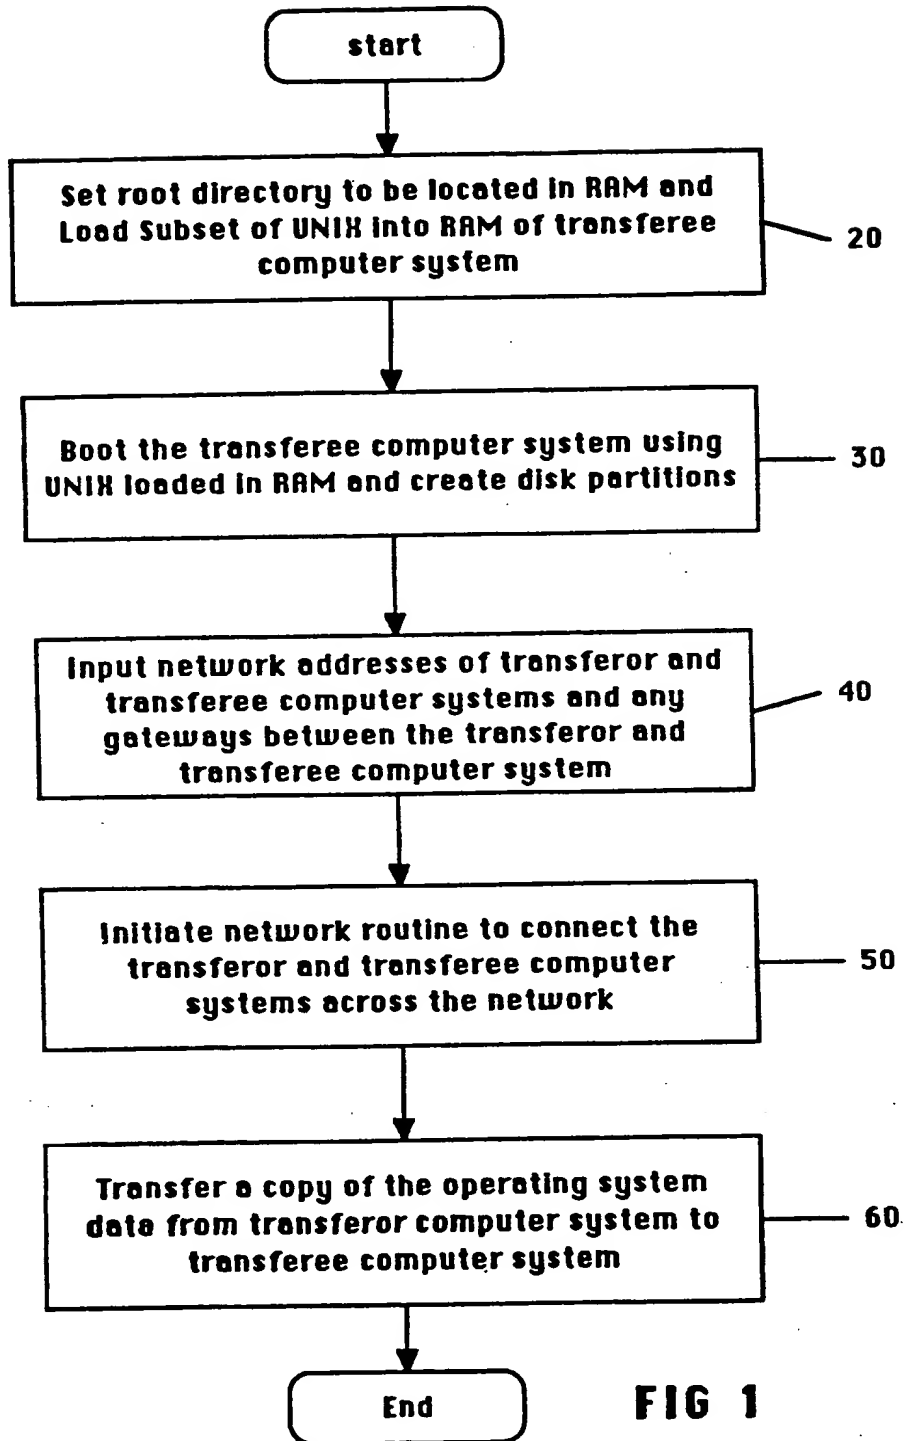 start
Set root directory to be located in RAM and
Load Subset of UNIX into RAM of transferee
computer system
20
Boot the transferee computer system using
UNIX loaded in RAM and create disk partitions
30
Input network addresses of transferor and
transferee computer systems and any
gateways between the transferor and
transferee computer system
40
Initiate network routine to connect the
transferor and transferee computer
systems across the network
50
Transfer a copy of the operating system
data from transferor computer system to
transferee computer system
60
End
FIG 1